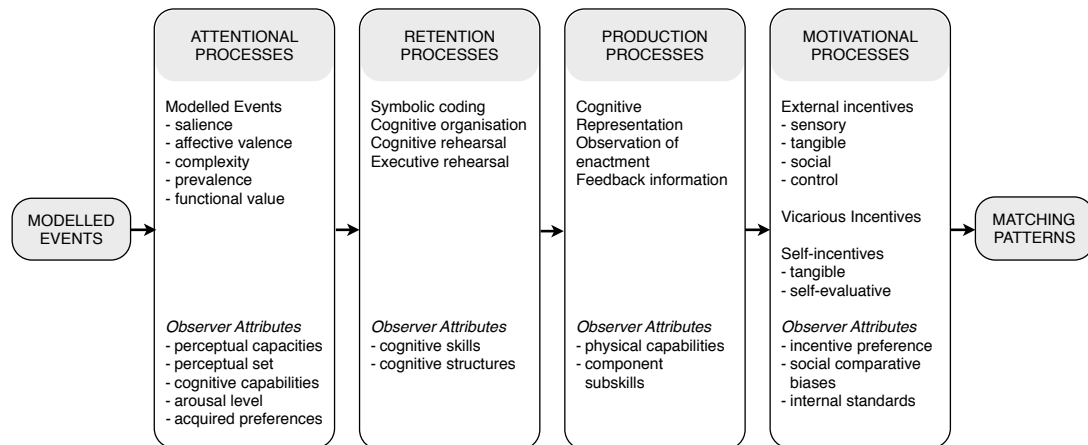 MODELLED
EVENTS
ATTENTIONAL
PROCESSES
Modelled Events
- salience
- affective valence
- complexity
- prevalence
- functional value
Observer Attributes
- perceptual capacities
- perceptual set
- cognitive capabilities
- arousal level
- acquired preferences
RETENTION
PROCESSES
Symbolic coding
Cognitive organisation
Cognitive rehearsal
Executive rehearsal
Observer Attributes
- cognitive skills
- cognitive structures
PRODUCTION
PROCESSES
Cognitive
Representation
Observation of
enactment
Feedback information
Observer Attributes
- physical capabilities
- component
subskills
MOTIVATIONAL
PROCESSES
External incentives
- sensory
- tangible
- social
- control
Vicarious Incentives
Self-incentives
- tangible
- self-evaluative
Observer Attributes
- incentive preference
- social comparative
biases
- internal standards
MATCHING
PATTERNS